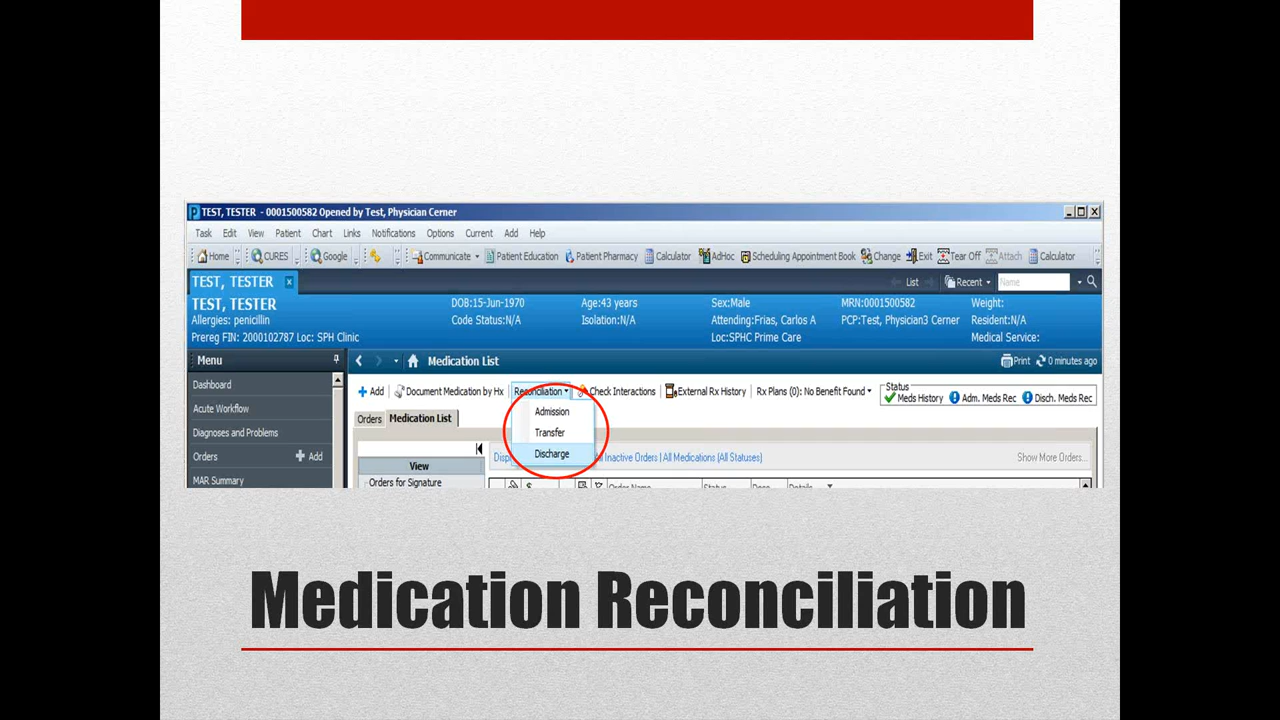 TEST, TESTER - 0001500582 Opened by Test, Physician Cerner
Task Edit View Patient Chart Links Notifications Options Current Add Help
Home CURES Google Communicate Patient Education Patient Pharmacy Calculator AdHoc Scheduling Appointment Book Change Exit Tear Off Attach Calculator
TEST, TESTER List Recent Name
TEST, TESTER DOB:15-Jun-1970 Age:43 years Sex:Male MRN:0001500582 Weight:
Allergies: penicillin Code Status:N/A Isolation:N/A Attending:Frias, Carlos A PCP:Test, Physician3 Cerner Resident:N/A
Prereg FIN: 2000102787 Loc: SPH Clinic Loc:SPHC Prime Care Medical Service:
Menu Medication List Print 0 minutes ago
Dashboard
Acute Workflow
Diagnoses and Problems
Orders Add
MAR Summary
Add Document Medication by Hx Reconciliation Check Interactions External Rx History Rx Plans (0): No Benefit Found
Status
Meds History Adm. Meds Rec Disch. Meds Rec
Admission
Transfer
Discharge
Orders Medication List
Inactive Orders | All Medications (All Statuses) Show More Orders...
View
Orders for Signature
$ Order Name Status Details
Medication Reconciliation